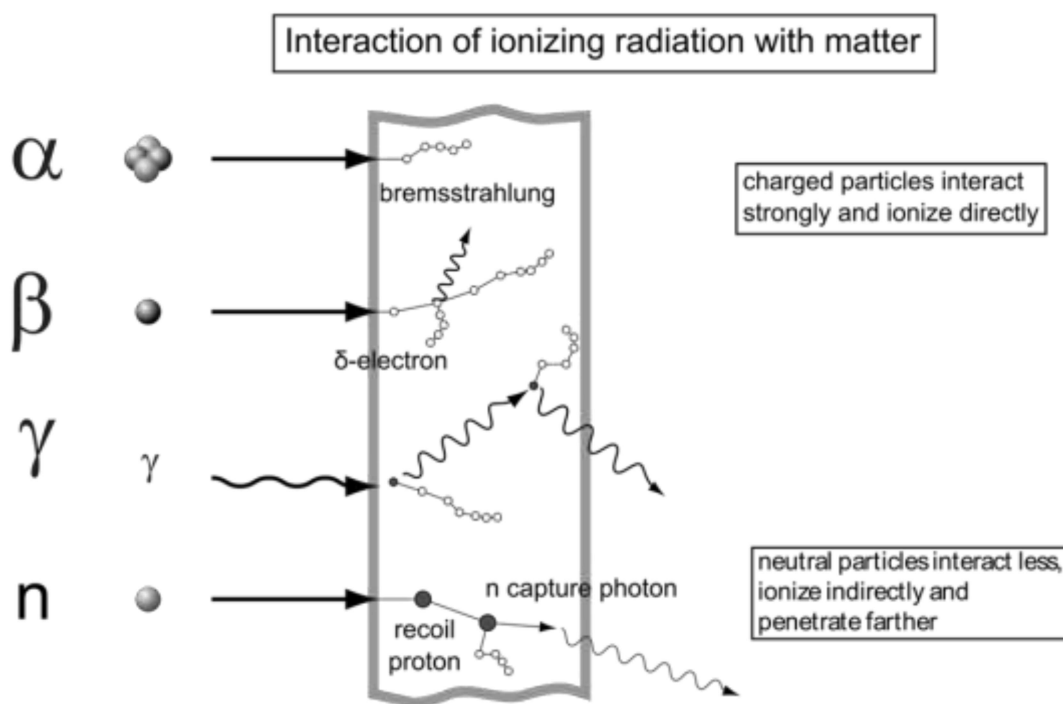 Interaction of ionizing radiation with matter
α
bremsstrahlung
charged particles interact
strongly and ionize directly
β
δ-electron
γ
γ
n
n capture photon
recoil
proton
neutral particles interact less,
ionize indirectly and
penetrate farther